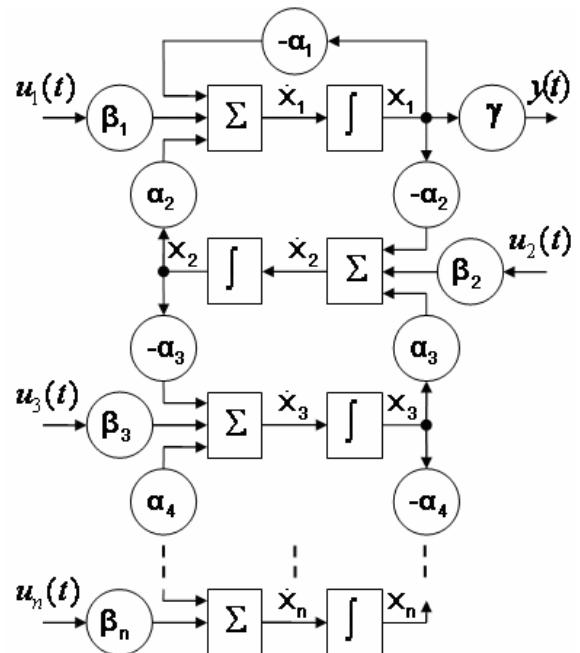 -α₁
u₁(t) β₁ Σ ẋ₁ ∫ x₁ γ y(t)
α₂ -α₂
x₂ ∫ ẋ₂ Σ β₂ u₂(t)
-α₃ α₃
u₃(t) β₃ Σ ẋ₃ ∫ x₃
α₄ -α₄
uₙ(t) βₙ Σ ẋₙ ∫ xₙ